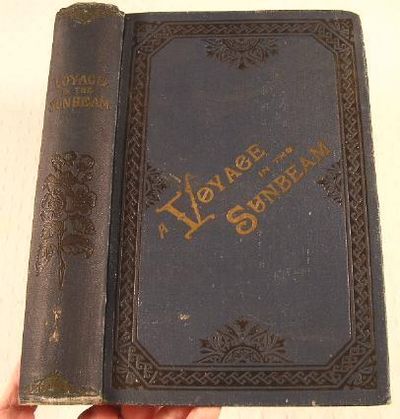 VOYAGE
IN THE
SUNBEAM
A VOYAGE
IN THE
SUNBEAM